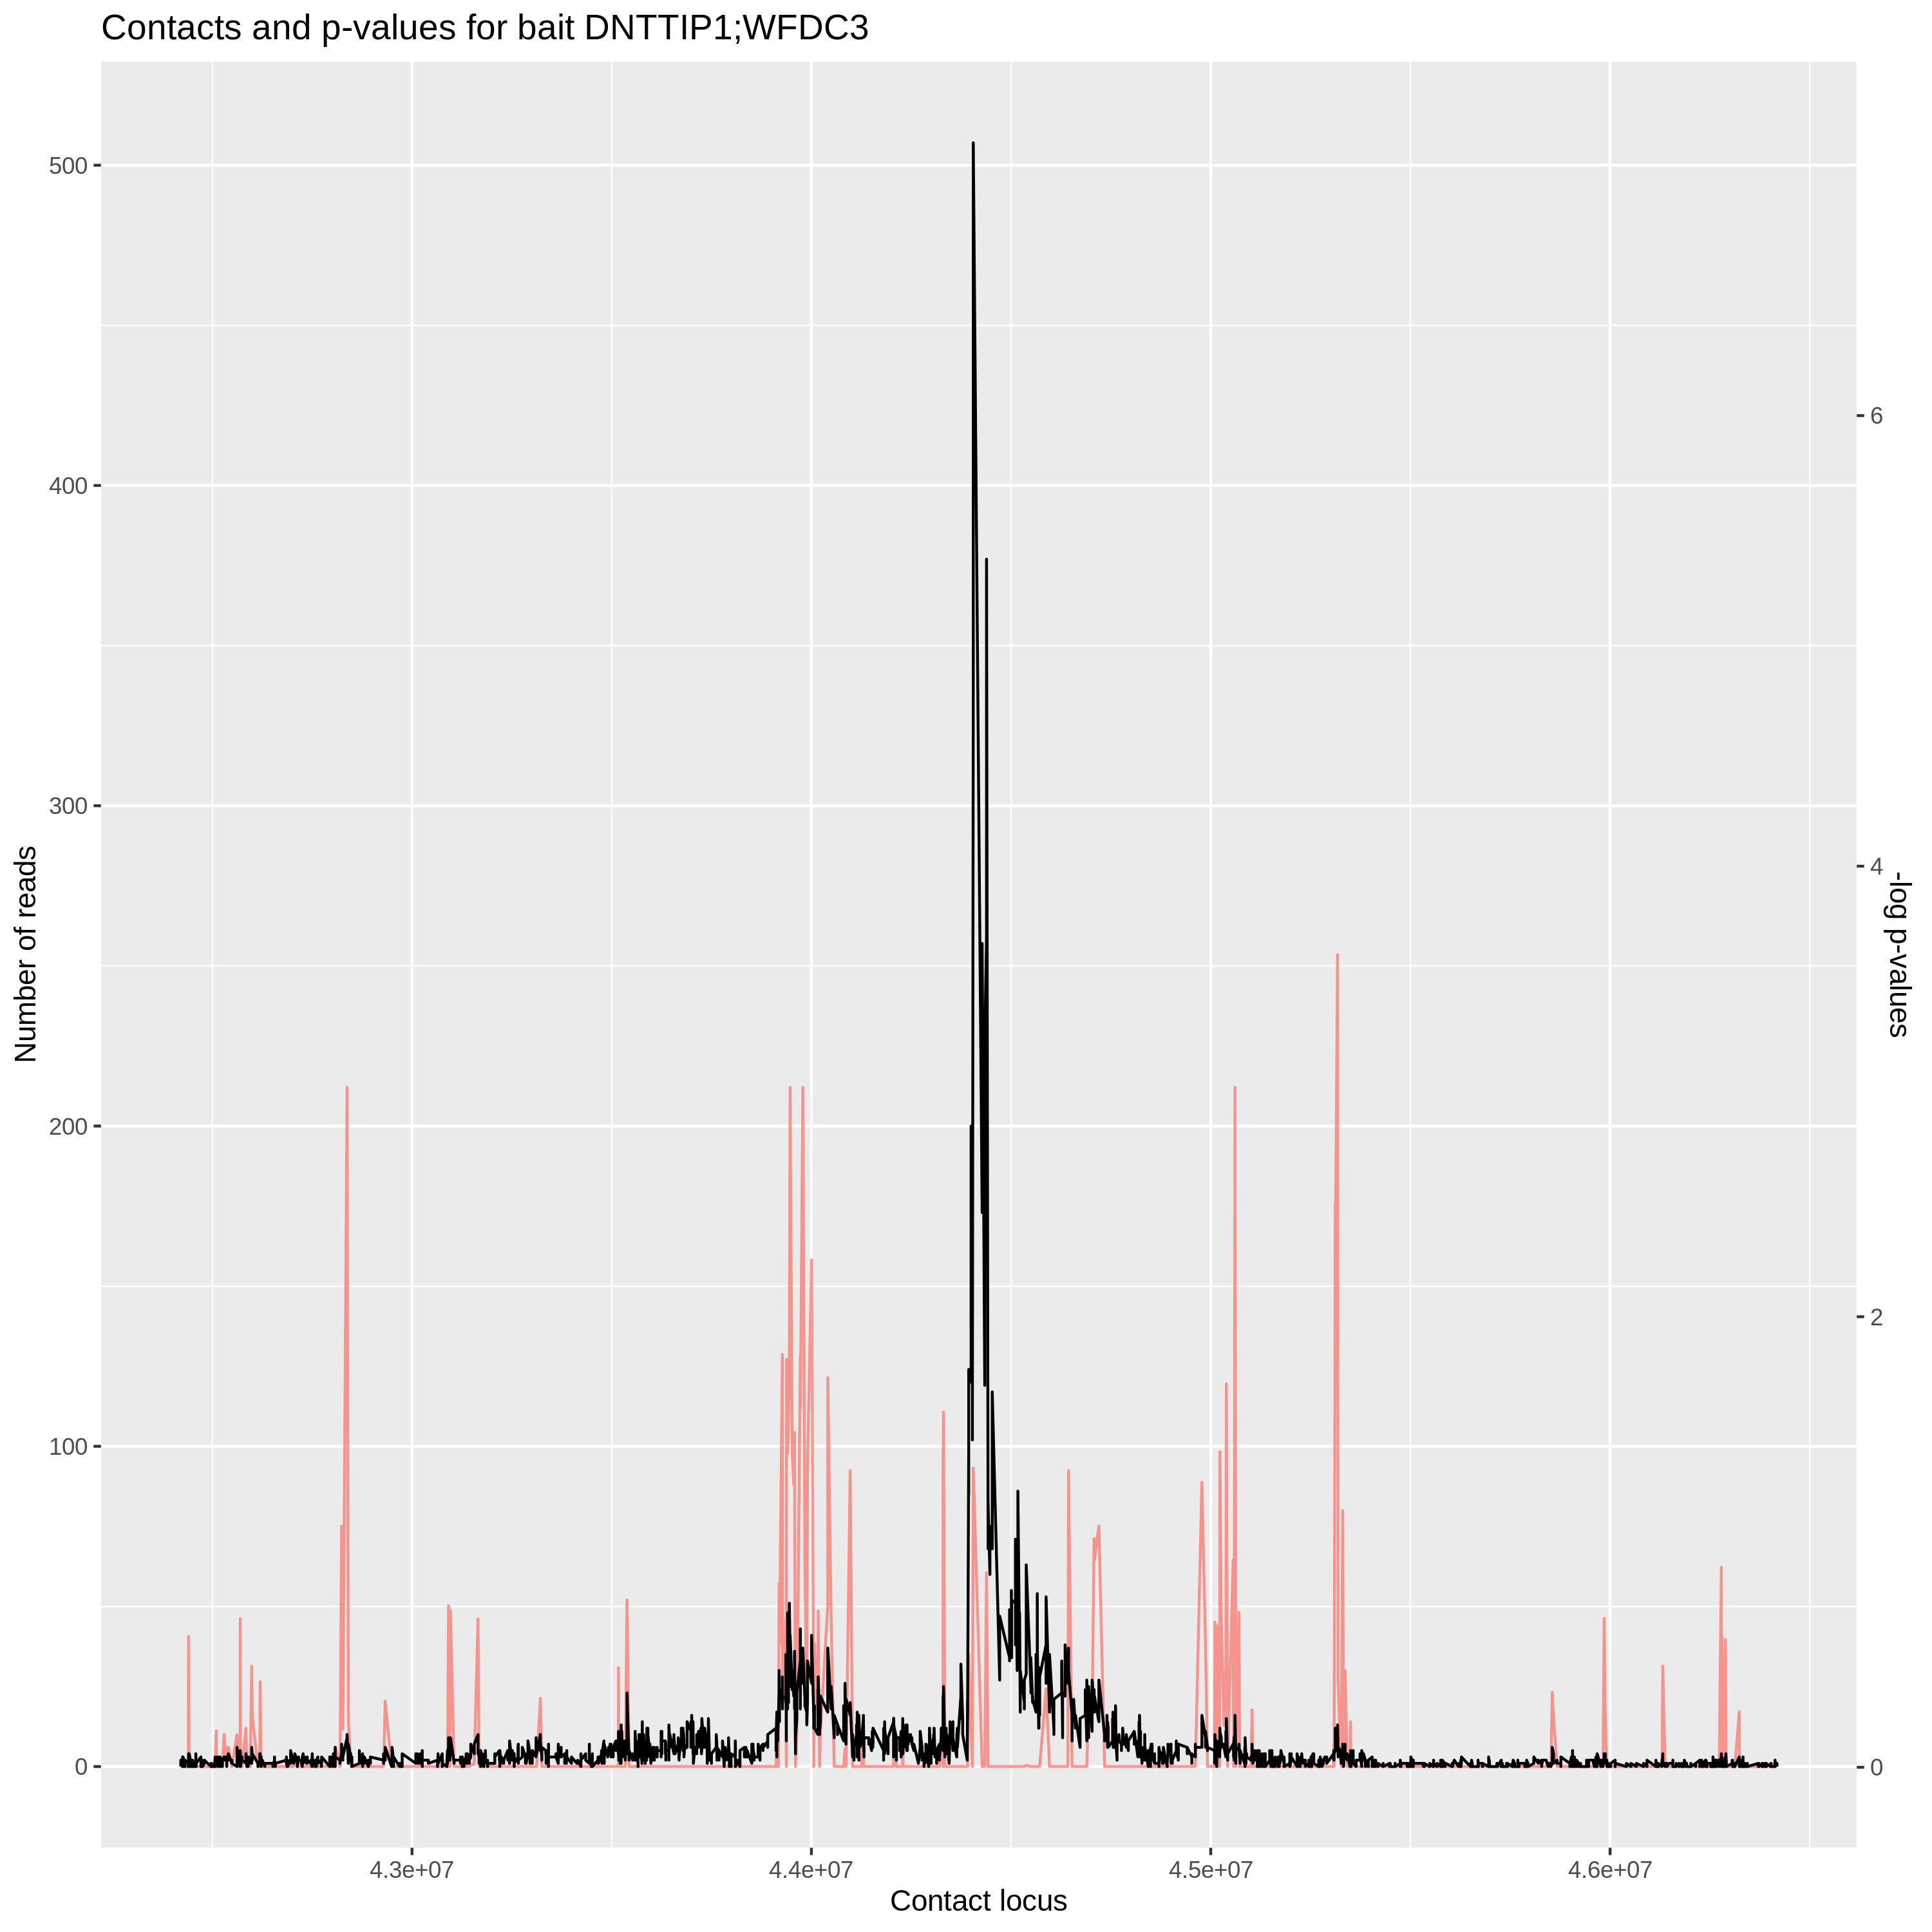 Contacts and p-values for bait DNTTIP1;WFDC3
500
400
300
200
100
0
Number of reads
6
4
2
0
-log p-values
4.3e+07
4.4e+07
4.5e+07
4.6e+07
Contact locus